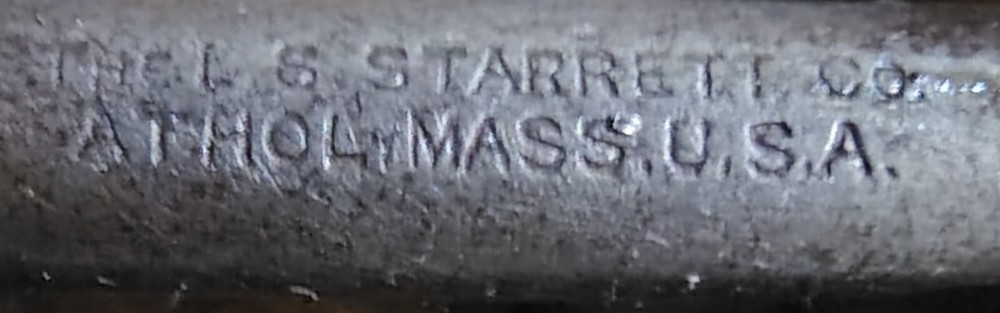 THE L. S. STARRETT CO.
ATHOL, MASS. U.S.A.